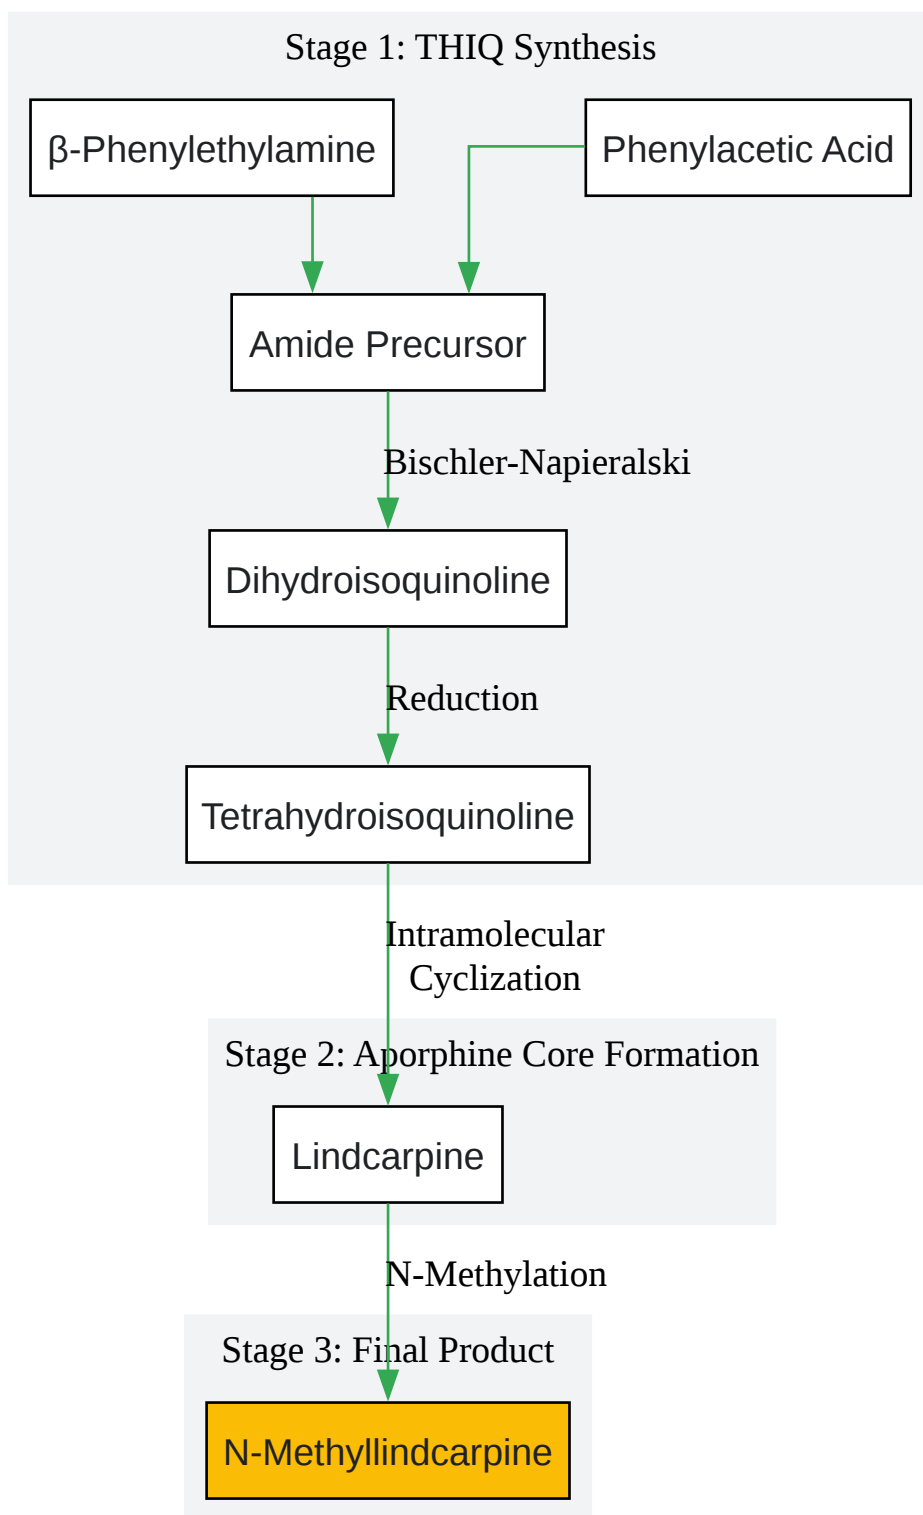 Stage 1: THIQ Synthesis
β-Phenylethylamine
Phenylacetic Acid
Amide Precursor
Bischler-Napieralski
Dihydroisoquinoline
Reduction
Tetrahydroisoquinoline
Intramolecular
Cyclization
Stage 2: Aporphine Core Formation
Lindcarpine
N-Methylation
Stage 3: Final Product
N-Methyllindcarpine